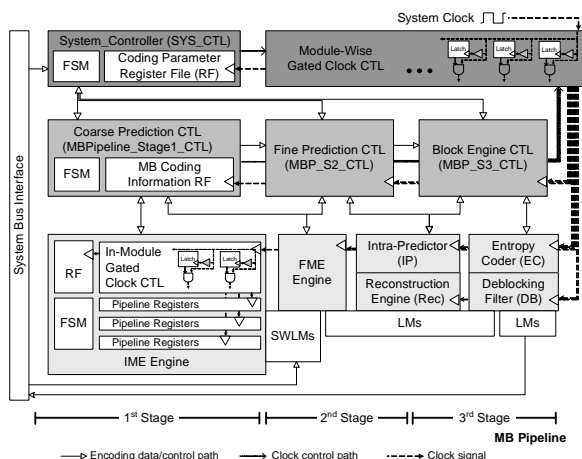 System Clock
System_Controller (SYS_CTL)
FSM
Coding Parameter
Register File (RF)
Module-Wise
Gated Clock CTL
Latch
Latch
Latch
Coarse Prediction CTL
(MBPipeline_Stage1_CTL)
FSM
MB Coding
Information RF
Fine Prediction CTL
(MBP_S2_CTL)
Block Engine CTL
(MBP_S3_CTL)
System Bus Interface
RF
In-Module
Gated
Clock CTL
Latch
Latch
FSM
Pipeline Registers
Pipeline Registers
Pipeline Registers
IME Engine
FME
Engine
Intra-Predictor
(IP)
Reconstruction
Engine (Rec)
Entropy
Coder (EC)
Deblocking
Filter (DB)
SWLMs
LMs
LMs
1st Stage
2nd Stage
3rd Stage
MB Pipeline
Encoding data/control path
Clock control path
Clock signal